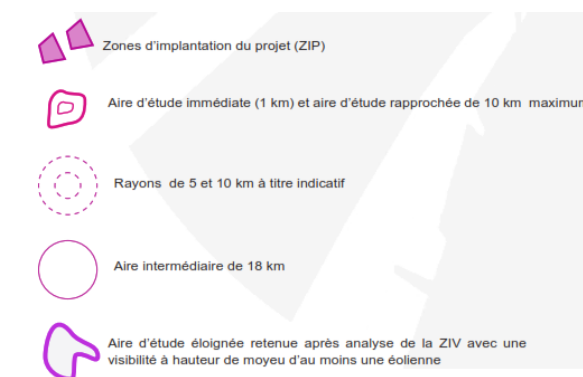 Zones d'implantation du projet (ZIP)
Aire d'étude immédiate (1 km) et aire d'étude rapprochée de 10 km maximum
Rayons de 5 et 10 km à titre indicatif
Aire intermédiaire de 18 km
Aire d'étude éloignée retenue après analyse de la ZIV avec une
visibilité à hauteur de moyeu d'au moins une éolienne